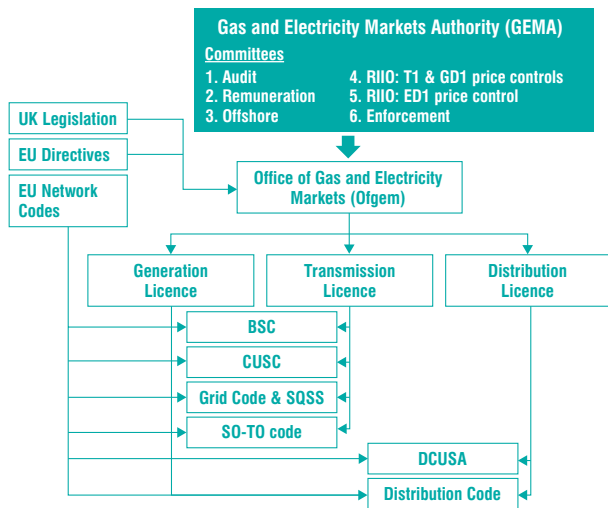 Gas and Electricity Markets Authority (GEMA)
Committees
1. Audit
2. Remuneration
3. Offshore
4. RIIO: T1 & GD1 price controls
5. RIIO: ED1 price control
6. Enforcement
UK Legislation
EU Directives
EU Network
Codes
Office of Gas and Electricity
Markets (Ofgem)
Generation
Licence
Transmission
Licence
Distribution
Licence
BSC
CUSC
Grid Code & SQSS
SO-TO code
DCUSA
Distribution Code